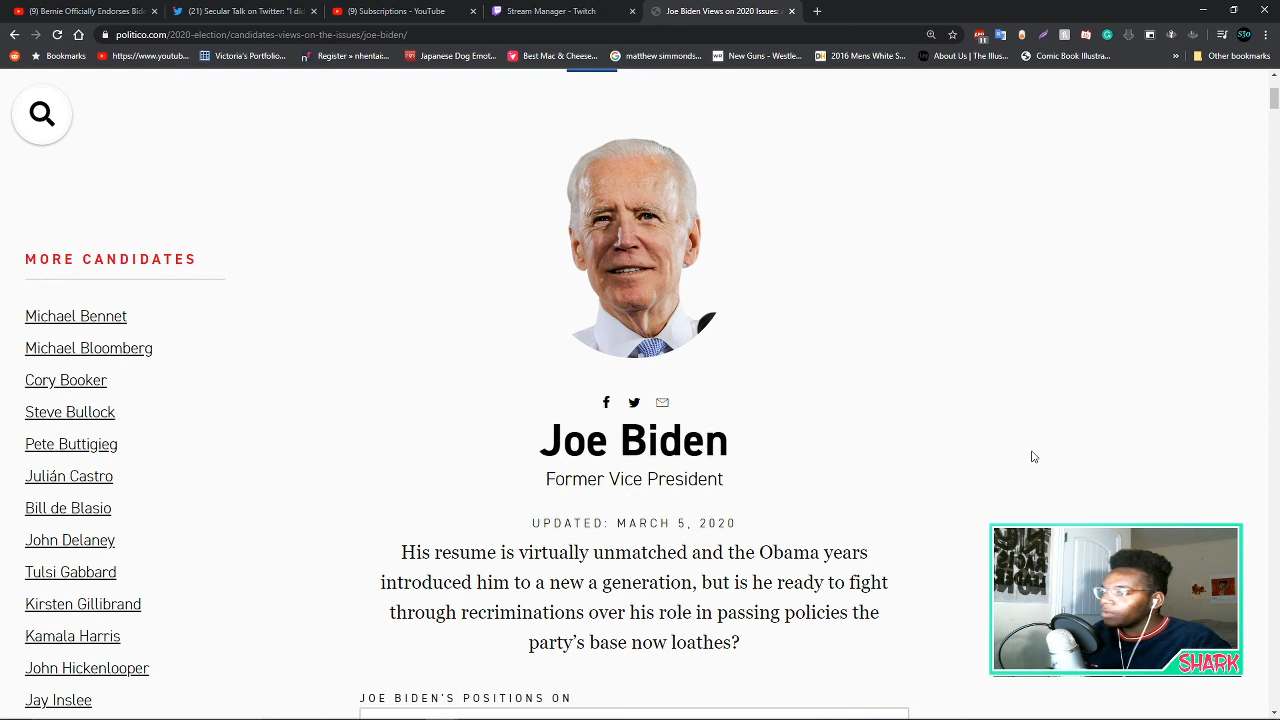 (9) Bernie Officially Endorses Bid
(21) Secular Talk on Twitter: "I di
(9) Subscriptions - YouTube
Stream Manager - Twitch
Joe Biden Views on 2020 Issues:
politico.com/2020-election/candidates-views-on-the-issues/joe-biden/
Reddit
https://www.youtub...
Victoria's Portfolio...
Register » nhentai:...
Japanese Dog Emot...
Best Mac & Cheese...
matthew simmonds...
New Guns - Westle...
2016 Mens White S...
About Us | The Illus...
Comic Book Illustra...
»
Other bookmarks
MORE CANDIDATES
Michael Bennet
Michael Bloomberg
Cory Booker
Steve Bullock
Pete Buttigieg
Julián Castro
Bill de Blasio
John Delaney
Tulsi Gabbard
Kirsten Gillibrand
Kamala Harris
John Hickenlooper
Jay Inslee
Joe Biden
Former Vice President
UPDATED: MARCH 5, 2020
His resume is virtually unmatched and the Obama years
introduced him to a new a generation, but is he ready to fight
through recriminations over his role in passing policies the
party's base now loathes?
JOE BIDEN'S POSITIONS ON
SHARK